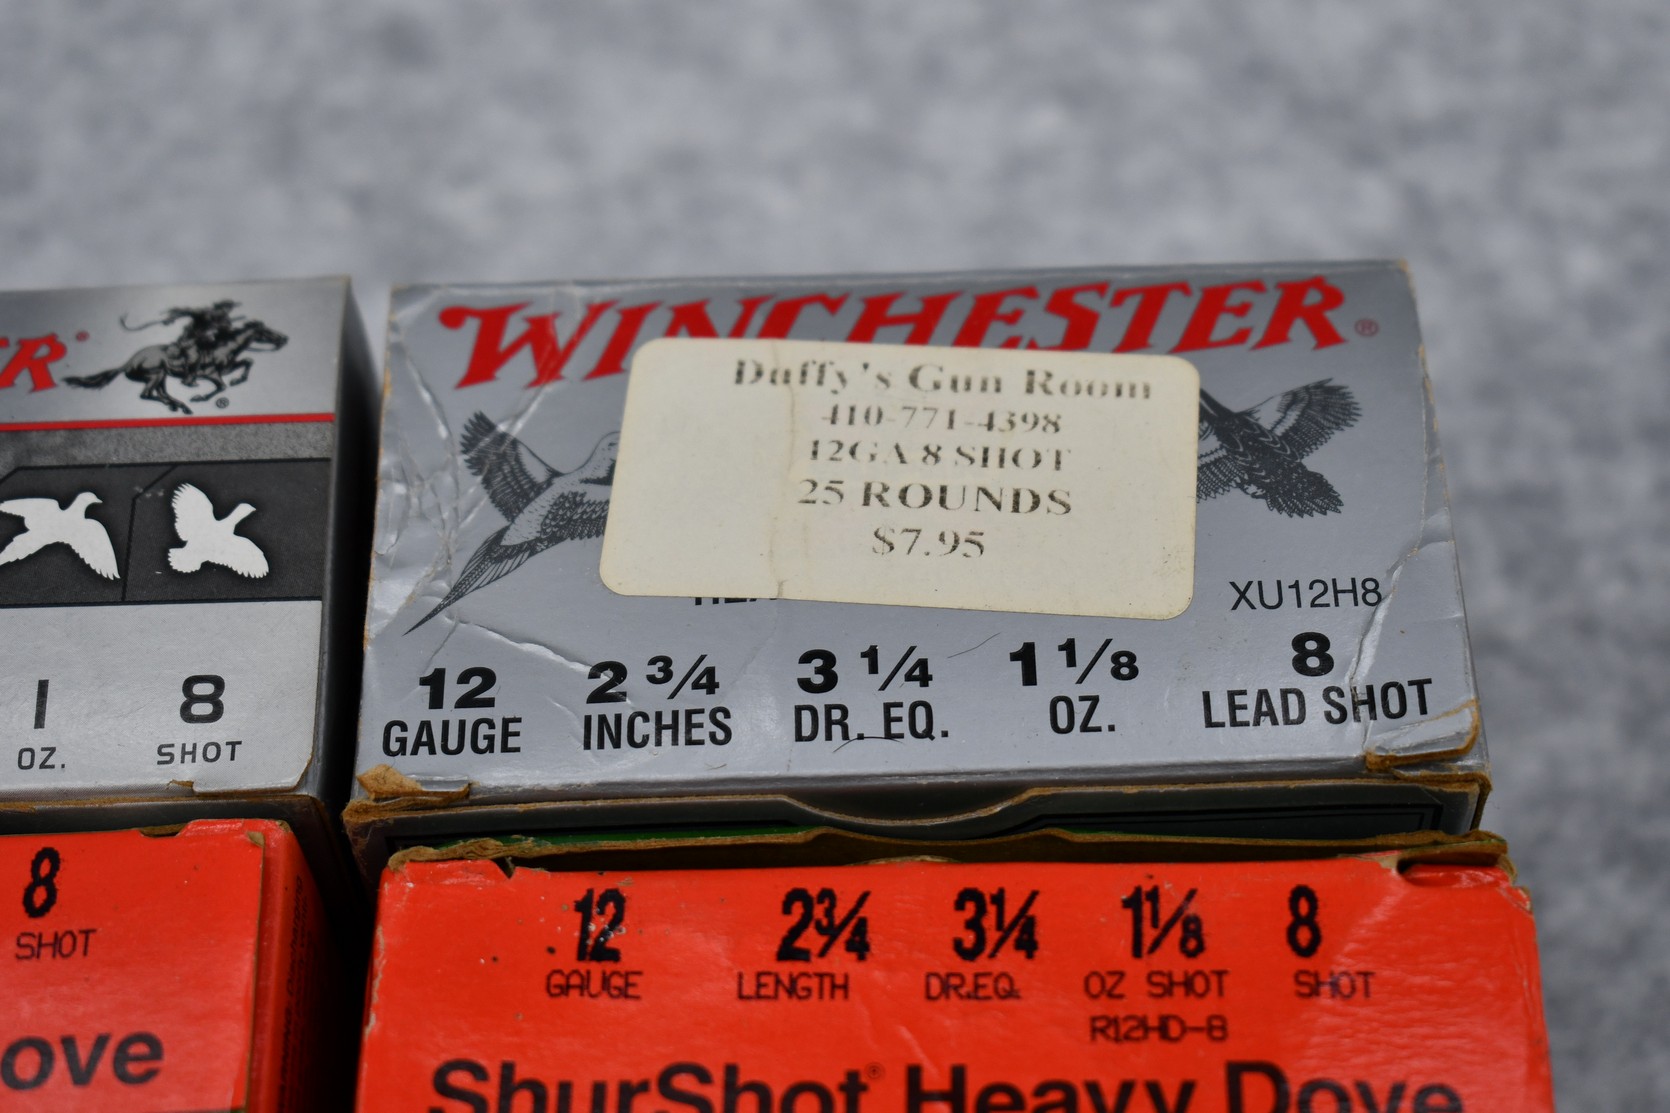 WINCHESTER®
Duffy's Gun Room
410-771-4398
12GA 8 SHOT
25 ROUNDS
$7.95
XU12H8
12 2 3/4 3 1/4 1 1/8 8
GAUGE INCHES DR. EQ. OZ. LEAD SHOT
ER®
1 8
OZ. SHOT
8
SHOT
ove
12 2¾ 3¼ 1⅛ 8
GAUGE LENGTH DR.EQ. OZ SHOT SHOT
R12HD-8
ShurShot® Heavy Dove